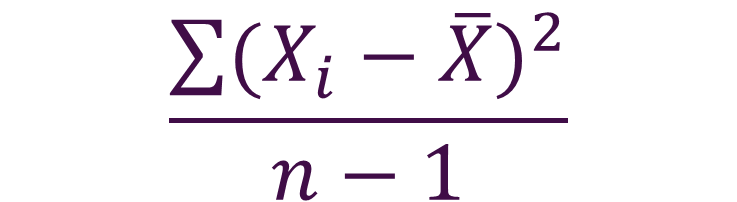 ∑(Xᵢ − X̄)²
n − 1